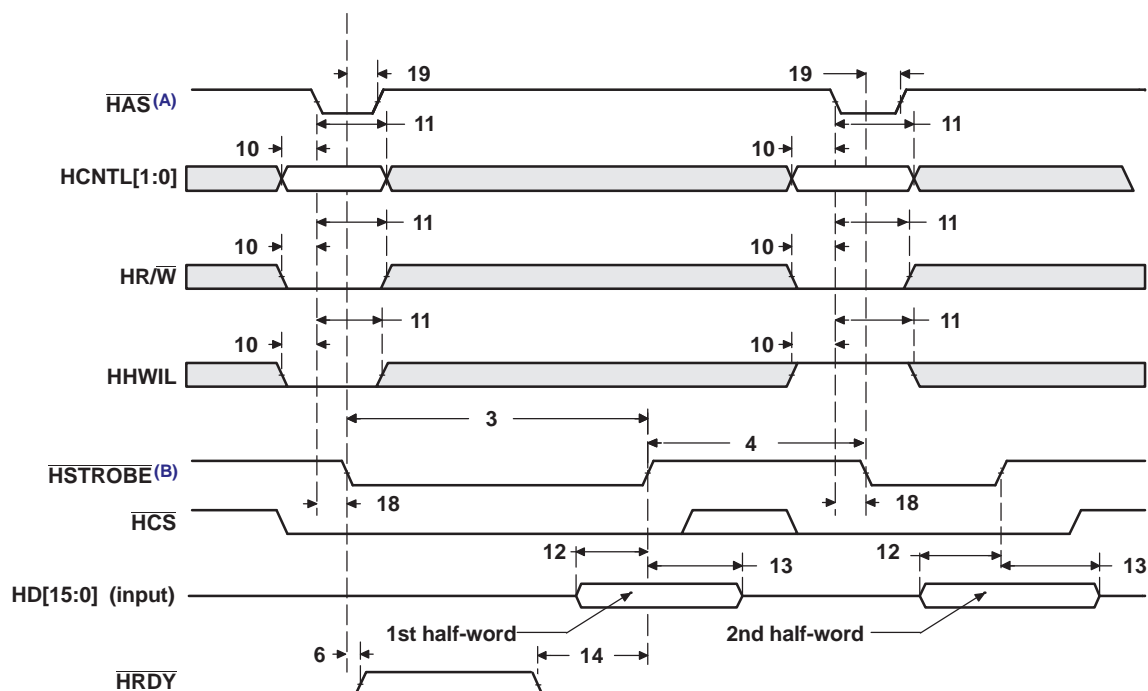 19 19
HAS(A)
11 11
10 10
HCNTL[1:0]
11 11
10 10
HR/W
11 11
10 10
HHWIL
3
4
HSTROBE(B)
18 18
HCS
12 12
13 13
HD[15:0] (input)
1st half-word 2nd half-word
6 14
HRDY